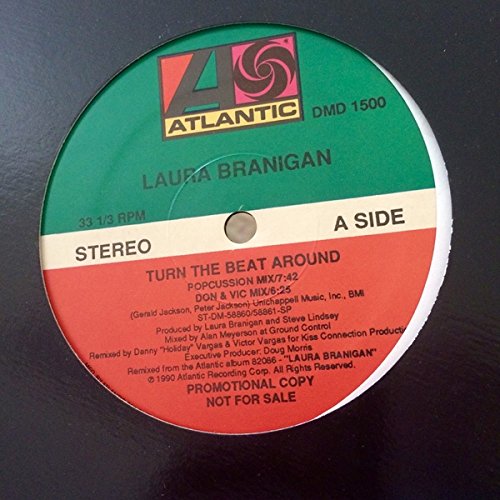 ATLANTIC
DMD 1500
LAURA BRANIGAN
33 1/3 RPM
STEREO
A SIDE
TURN THE BEAT AROUND
POPCUSSION MIX/7:42
DON & VIC MIX/6:25
(Gerald Jackson, Peter Jackson) Unichappell Music, Inc., BMI
ST-DM-58860/58861-SP
Produced by Laura Branigan and Steve Lindsey
Mixed by Alan Meyerson at Ground Control
Remixed by Danny "Holiday" Vargas & Victor Vargas for Kiss Connection Productio
Executive Producer: Doug Morris
Remixed from the Atlantic album 82086 - "LAURA BRANIGAN"
℗ 1990 Atlantic Recording Corp. All Rights Reserved.
PROMOTIONAL COPY
NOT FOR SALE